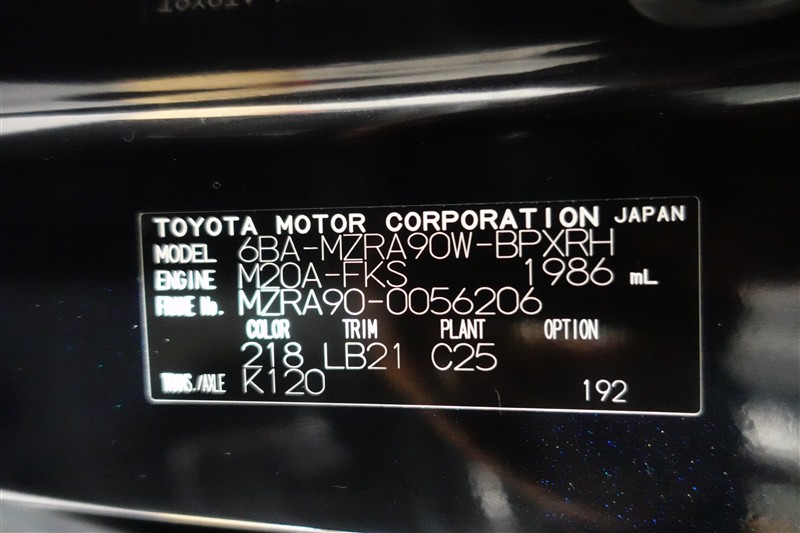 TOYOTA MOTOR CORPORATION JAPAN
MODEL 6BA-MZRA90W-BPXRH
ENGINE M20A-FKS 1986 mL
FRAME No. MZRA90-0056206
COLOR TRIM PLANT OPTION
218 LB21 C25
TRANS./AXLE K120 192